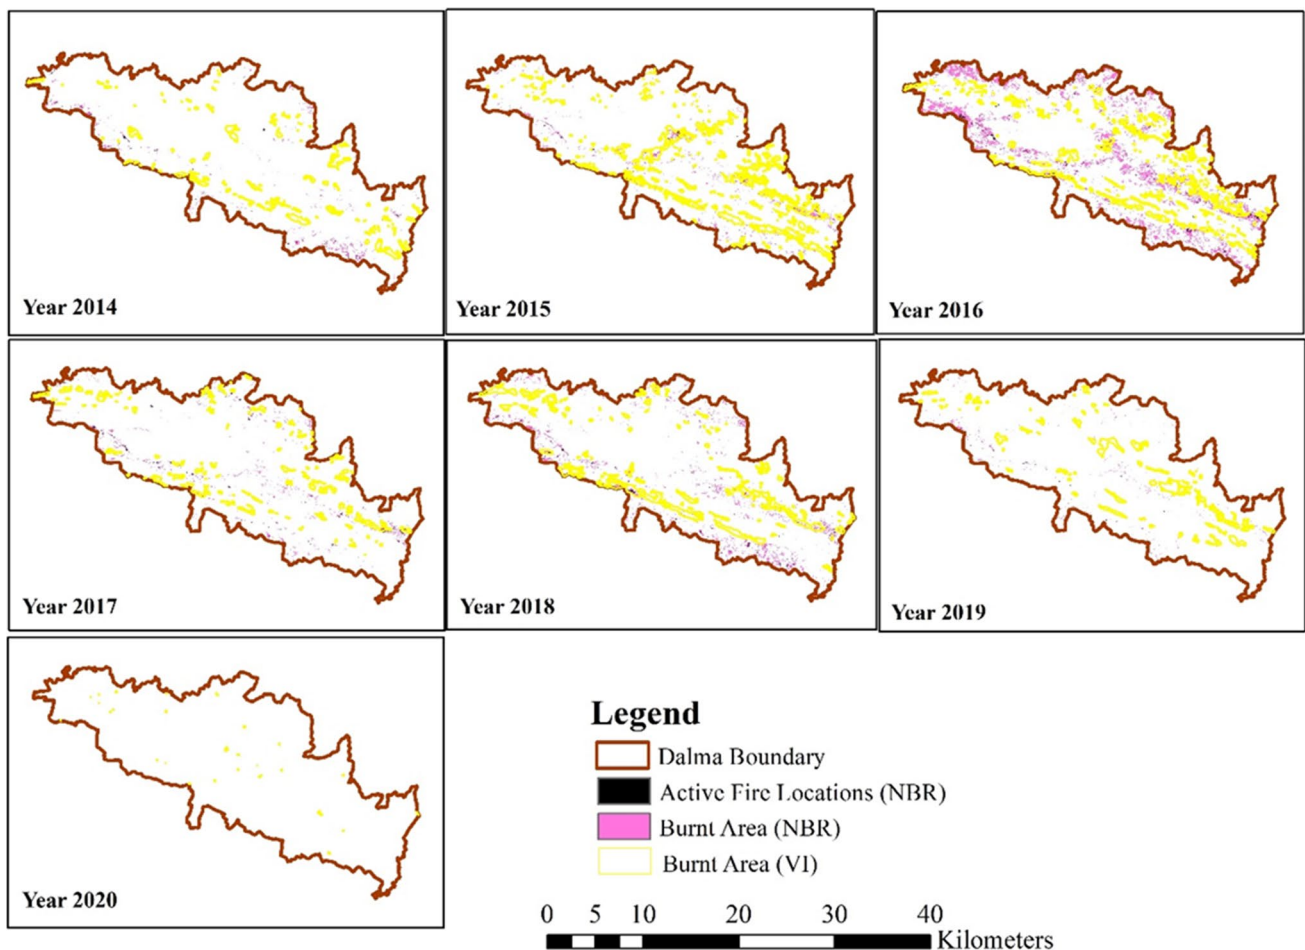 Year 2014
Year 2015
Year 2016
Year 2017
Year 2018
Year 2019
Year 2020
Legend
Dalma Boundary
Active Fire Locations (NBR)
Burnt Area (NBR)
Burnt Area (VI)
0 5 10 20 30 40
Kilometers